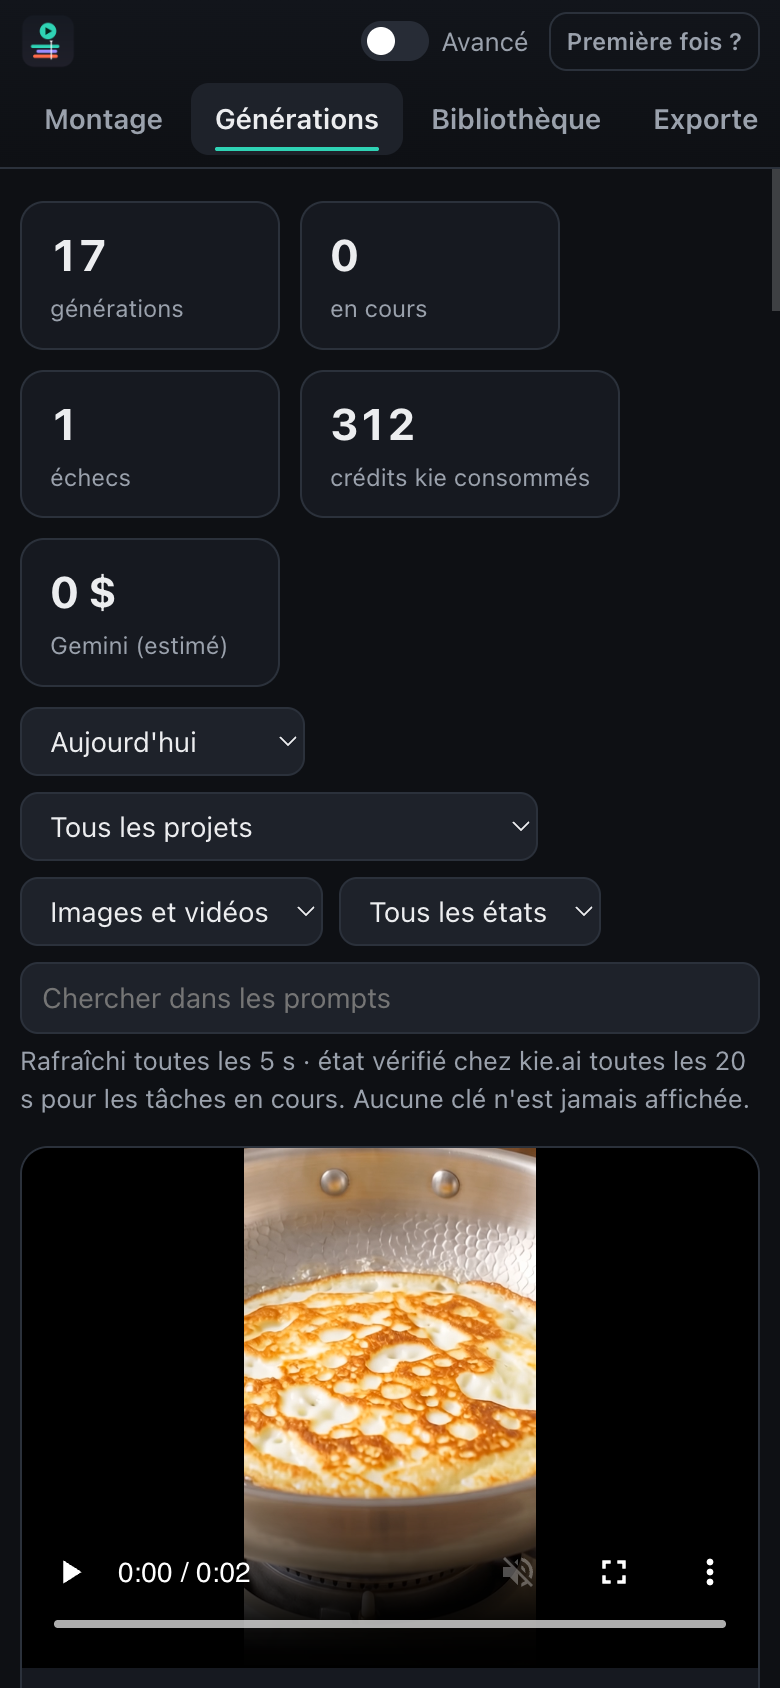 Avancé
Première fois ?
Montage
Générations
Bibliothèque
Exporte
17
générations
0
en cours
1
échecs
312
crédits kie consommés
0 $
Gemini (estimé)
Aujourd'hui
Tous les projets
Images et vidéos
Tous les états
Chercher dans les prompts
Rafraîchi toutes les 5 s · état vérifié chez kie.ai toutes les 20
s pour les tâches en cours. Aucune clé n'est jamais affichée.
0:00 / 0:02